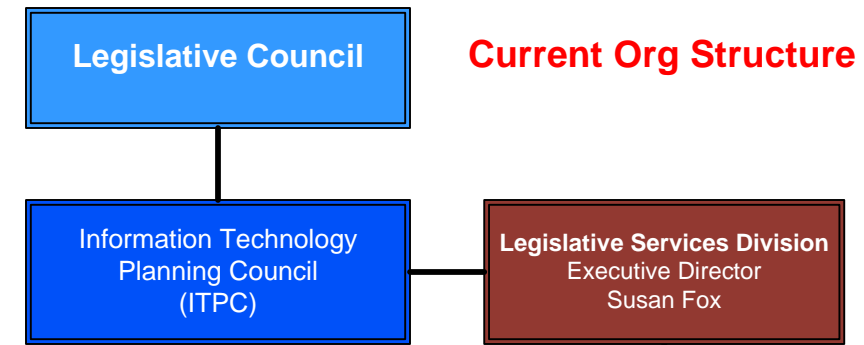 Legislative Council
Current Org Structure
Information Technology
Planning Council
(ITPC)
Legislative Services Division
Executive Director
Susan Fox